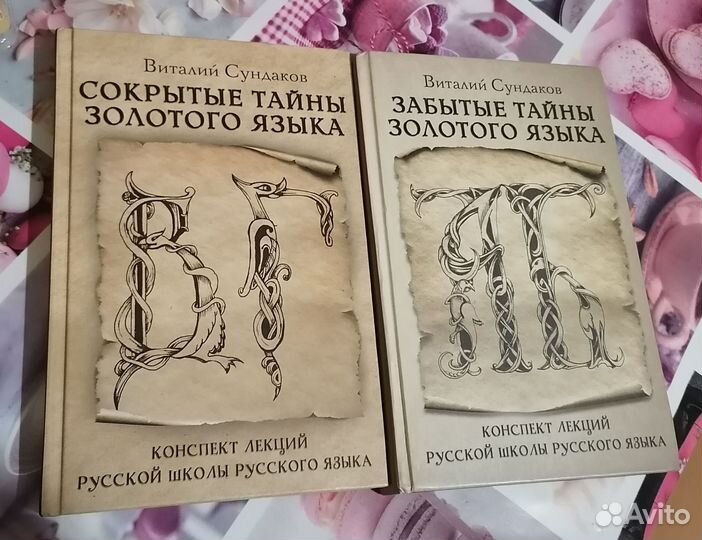 Виталий Сундаков
СОКРЫТЫЕ ТАЙНЫ
ЗОЛОТОГО ЯЗЫКА
БГ
КОНСПЕКТ ЛЕКЦИЙ
РУССКОЙ ШКОЛЫ РУССКОГО ЯЗЫКА
Виталий Сундаков
ЗАБЫТЫЕ ТАЙНЫ
ЗОЛОТОГО ЯЗЫКА
КОНСПЕКТ ЛЕКЦИЙ
РУССКОЙ ШКОЛЫ РУССКОГО ЯЗЫКА
Avito